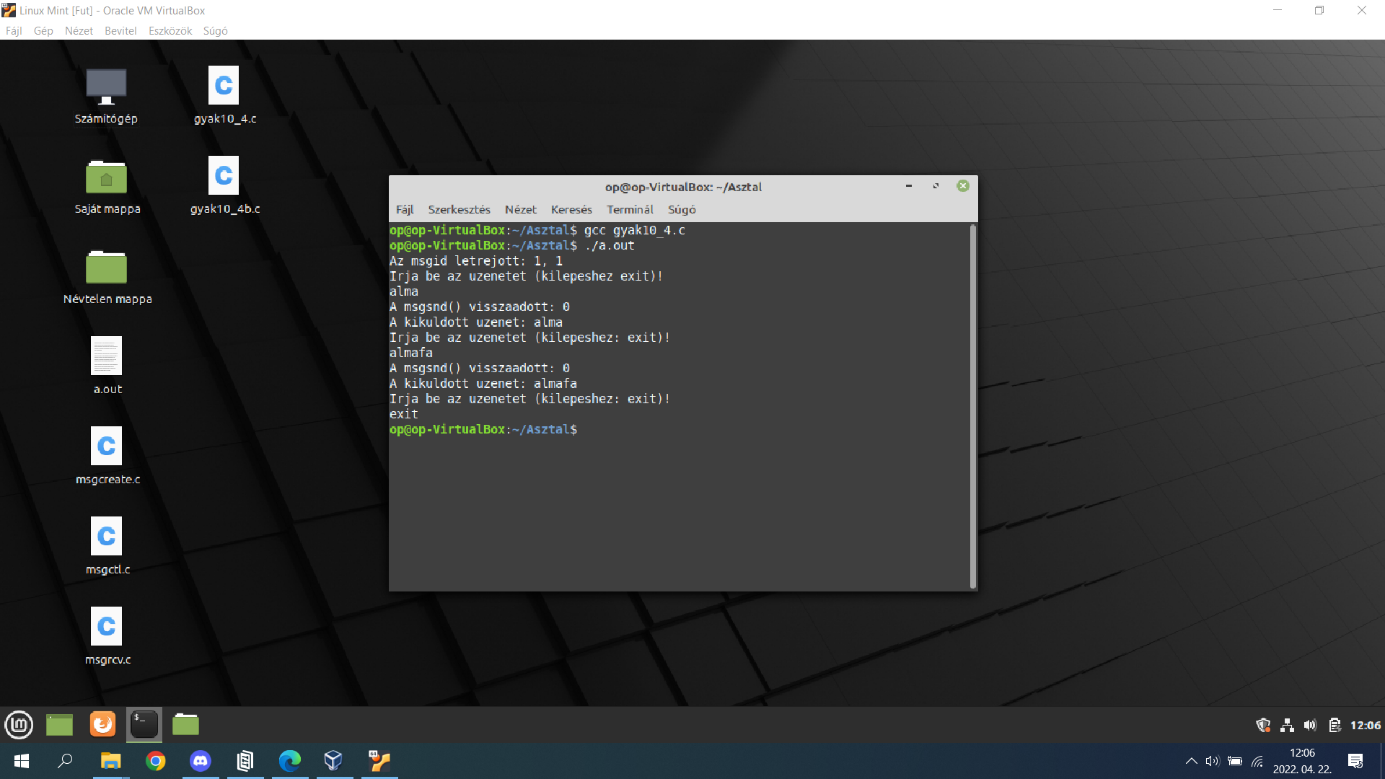 Linux Mint [Fut] - Oracle VM VirtualBox
Fájl Gép Nézet Bevitel Eszközök Súgó
Számítógép
gyak10_4.c
Saját mappa
gyak10_4b.c
Névtelen mappa
a.out
msgcreate.c
msgctl.c
msgrcv.c
op@op-VirtualBox: ~/Asztal
Fájl Szerkesztés Nézet Keresés Terminál Súgó
op@op-VirtualBox:~/Asztal$ gcc gyak10_4.c
op@op-VirtualBox:~/Asztal$ ./a.out
Az msgid letrejott: 1, 1
Irja be az uzenetet (kilepeshez exit)!
alma
A msgsnd() visszaadott: 0
A kikuldott uzenet: alma
Irja be az uzenetet (kilepeshez: exit)!
almafa
A msgsnd() visszaadott: 0
A kikuldott uzenet: almafa
Irja be az uzenetet (kilepeshez: exit)!
exit
op@op-VirtualBox:~/Asztal$
12:06
12:06
2022. 04. 22.